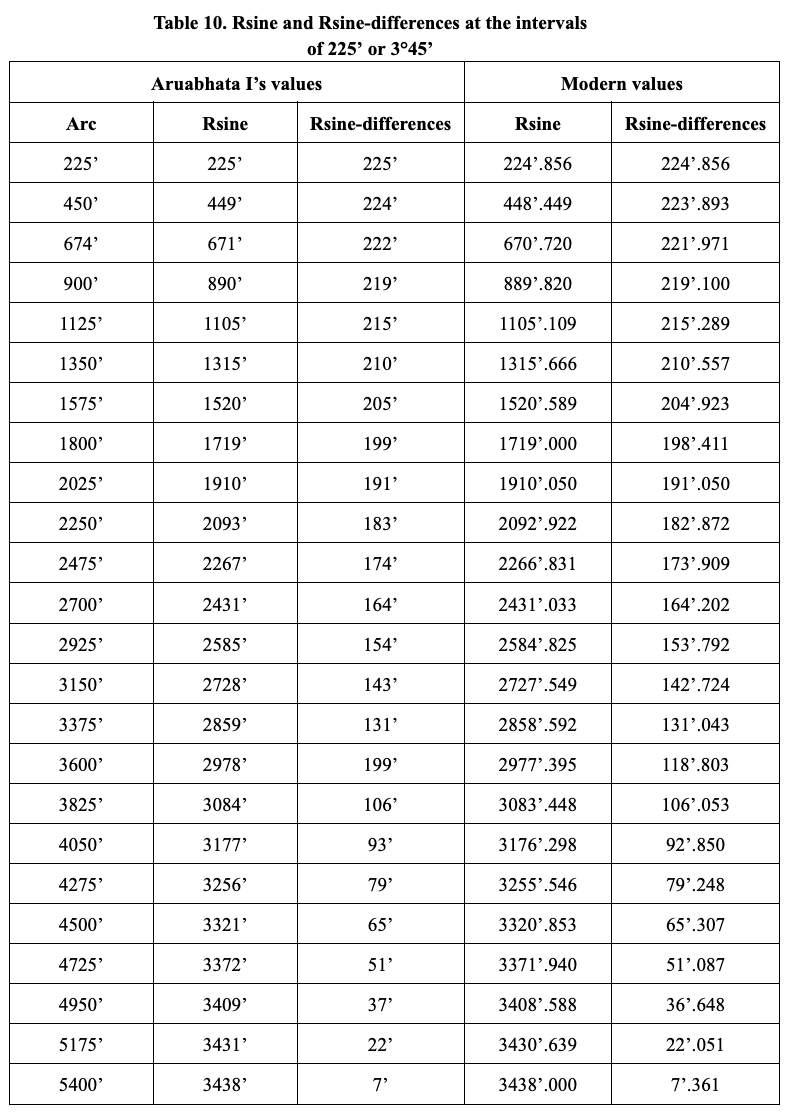 Table 10. Rsine and Rsine-differences at the intervals
of 225’ or 3°45’
Aruabhata I’s values Modern values
Arc Rsine Rsine-differences Rsine Rsine-differences
225’ 225’ 225’ 224’.856 224’.856
450’ 449’ 224’ 448’.449 223’.893
674’ 671’ 222’ 670’.720 221’.971
900’ 890’ 219’ 889’.820 219’.100
1125’ 1105’ 215’ 1105’.109 215’.289
1350’ 1315’ 210’ 1315’.666 210’.557
1575’ 1520’ 205’ 1520’.589 204’.923
1800’ 1719’ 199’ 1719’.000 198’.411
2025’ 1910’ 191’ 1910’.050 191’.050
2250’ 2093’ 183’ 2092’.922 182’.872
2475’ 2267’ 174’ 2266’.831 173’.909
2700’ 2431’ 164’ 2431’.033 164’.202
2925’ 2585’ 154’ 2584’.825 153’.792
3150’ 2728’ 143’ 2727’.549 142’.724
3375’ 2859’ 131’ 2858’.592 131’.043
3600’ 2978’ 199’ 2977’.395 118’.803
3825’ 3084’ 106’ 3083’.448 106’.053
4050’ 3177’ 93’ 3176’.298 92’.850
4275’ 3256’ 79’ 3255’.546 79’.248
4500’ 3321’ 65’ 3320’.853 65’.307
4725’ 3372’ 51’ 3371’.940 51’.087
4950’ 3409’ 37’ 3408’.588 36’.648
5175’ 3431’ 22’ 3430’.639 22’.051
5400’ 3438’ 7’ 3438’.000 7’.361